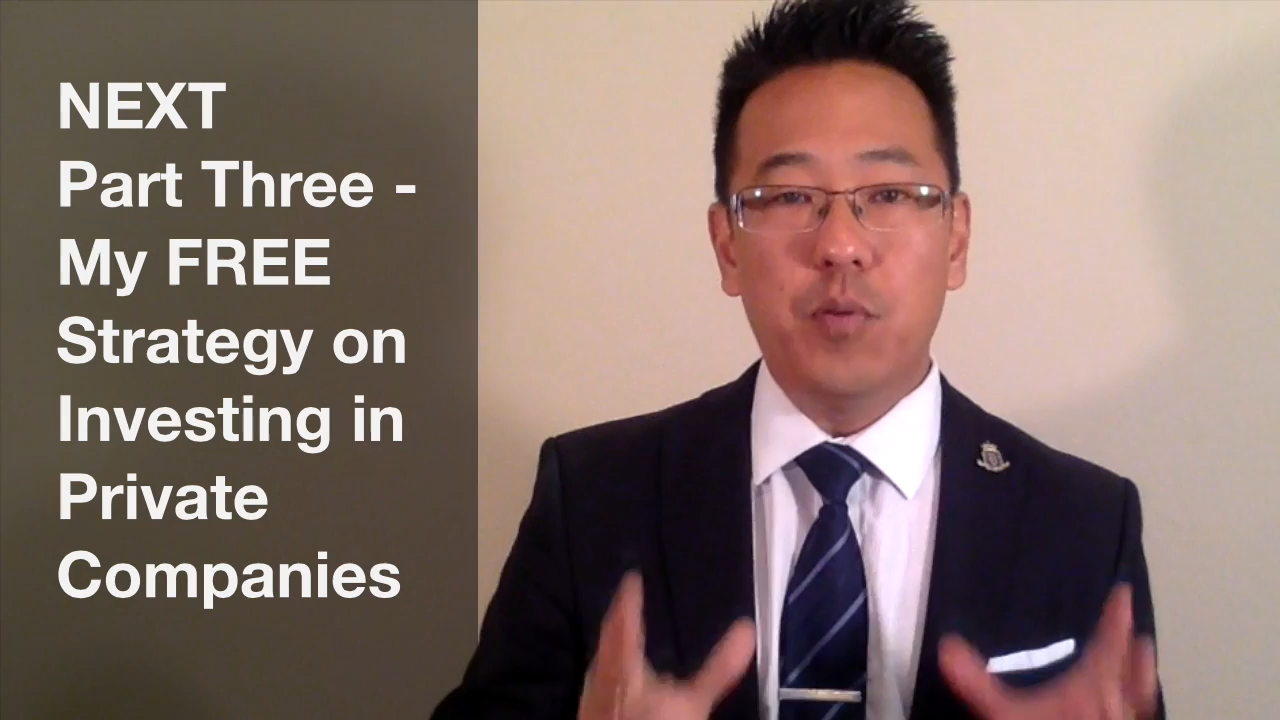 NEXT
Part Three -
My FREE
Strategy on
Investing in
Private
Companies